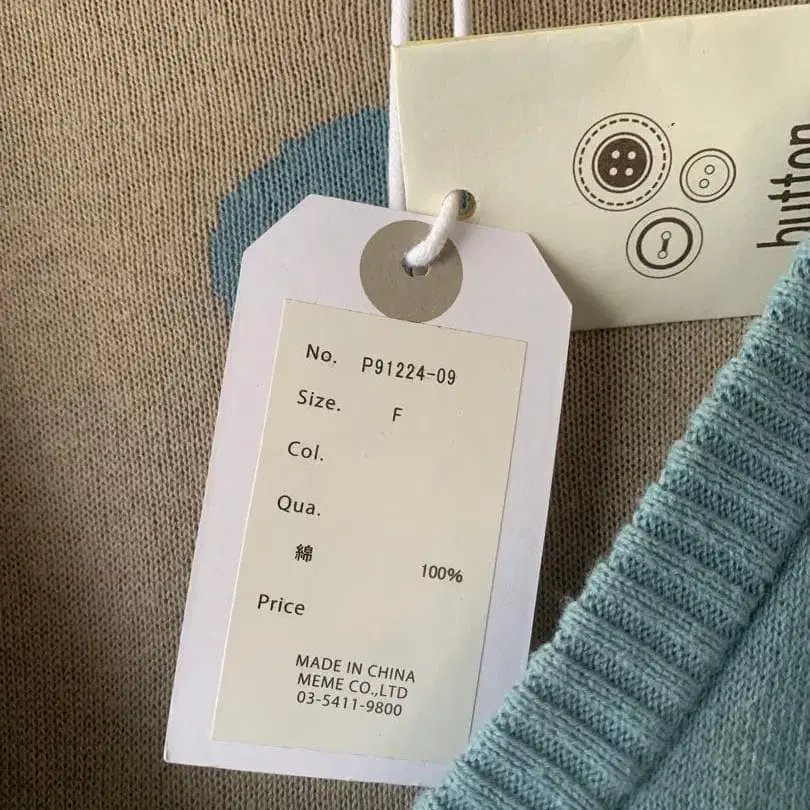 button
No. P91224-09
Size. F
Col.
Qua.
綿 100%
Price
MADE IN CHINA
MEME CO.,LTD
03-5411-9800